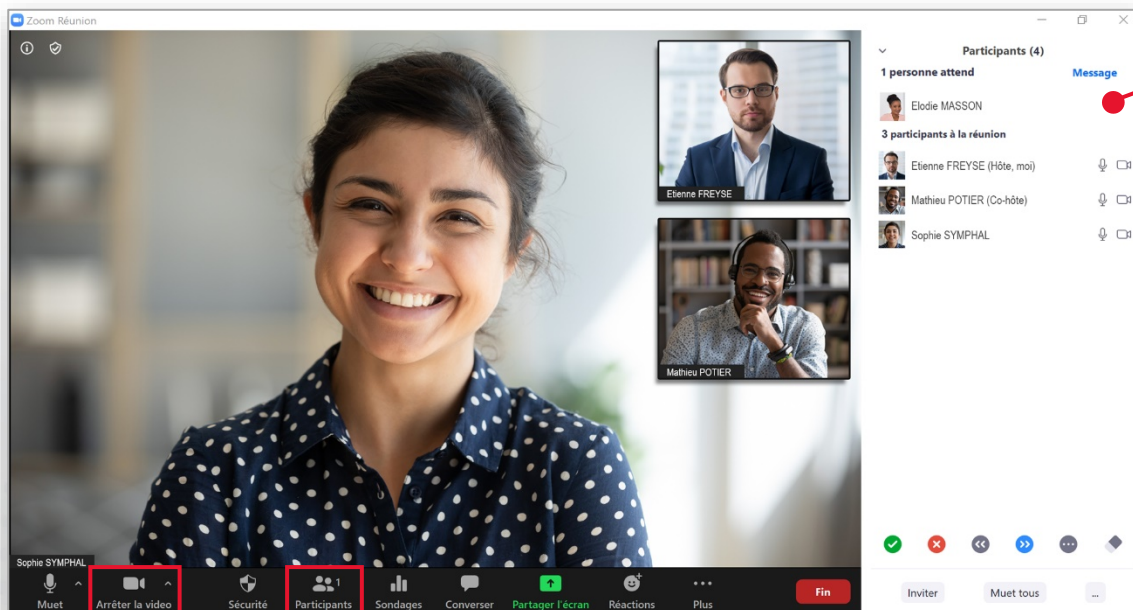 Zoom Réunion
Participants (4)
1 personne attend
Message
Elodie MASSON
3 participants à la réunion
Etienne FREYSE (Hôte, moi)
Mathieu POTIER (Co-hôte)
Sophie SYMPHAL
Etienne FREYSE
Mathieu POTIER
Sophie SYMPHAL
Muet
Arrêter la video
Sécurité
1
Participants
Sondages
Converser
Partager l'écran
Réactions
Plus
Fin
Inviter
Muet tous
...